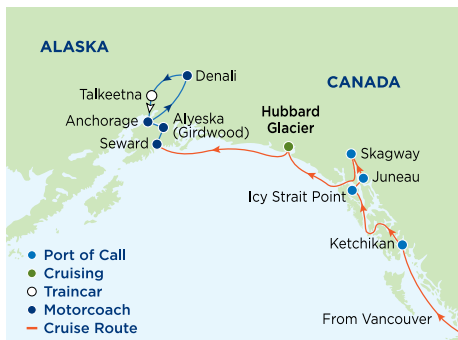 ALASKA
Denali
CANADA
Talkeetna
Anchorage
Alyeska
(Girdwood)
Hubbard
Glacier
Seward
Skagway
Juneau
Icy Strait Point
Ketchikan
Port of Call
Cruising
Traincar
Motorcoach
Cruise Route
From Vancouver